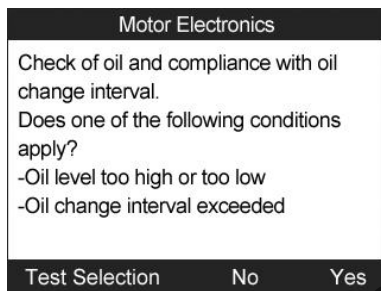 Motor Electronics
Check of oil and compliance with oil
change interval.
Does one of the following conditions
apply?
-Oil level too high or too low
-Oil change interval exceeded
Test Selection No Yes